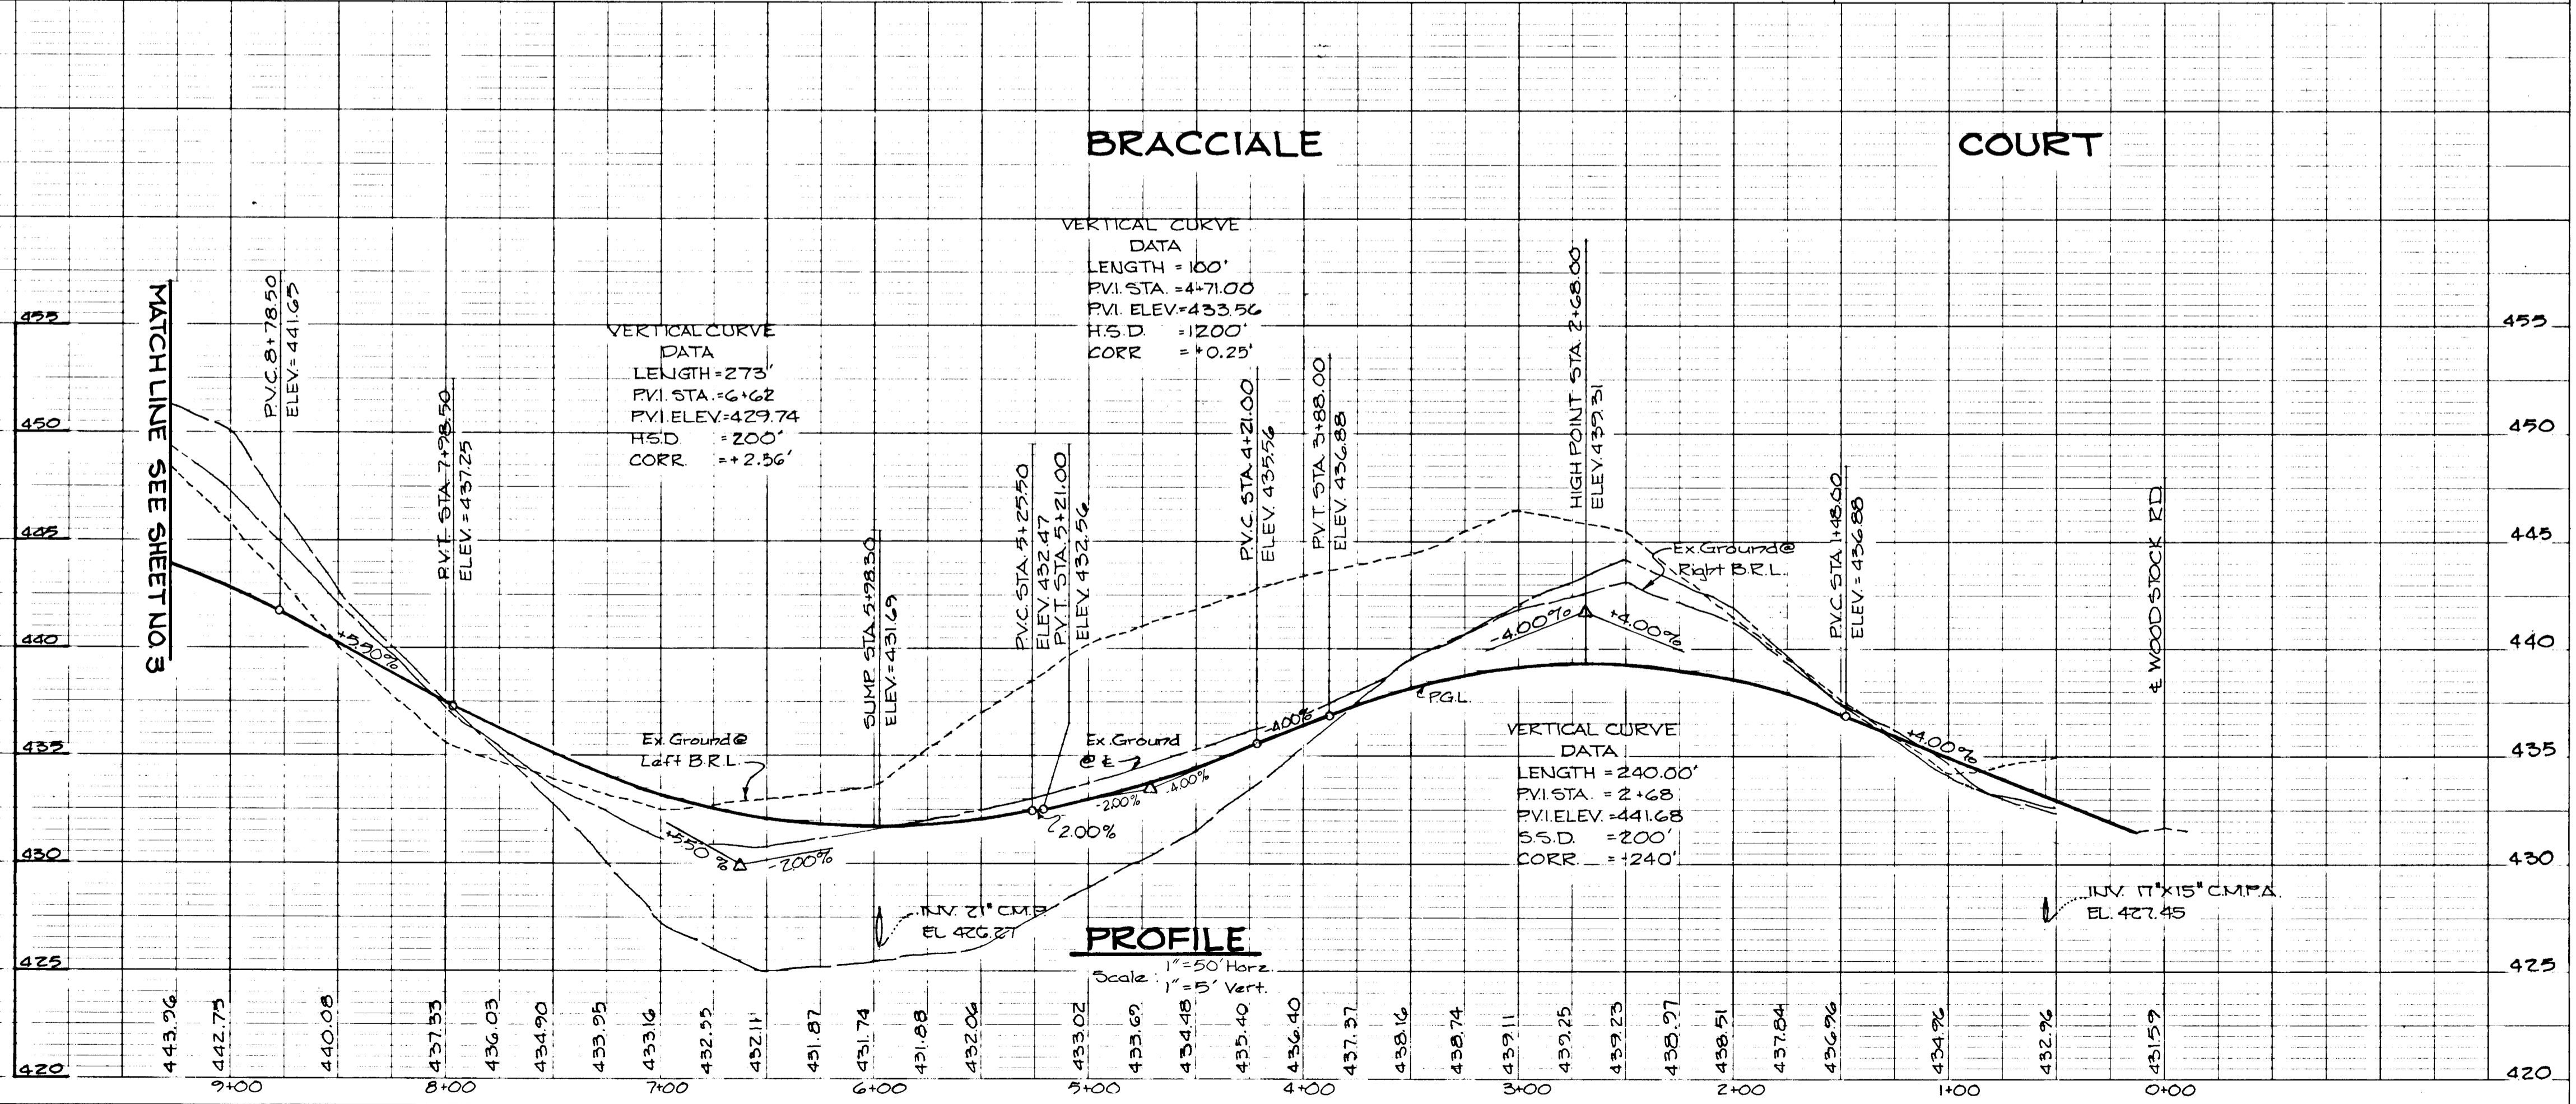 BRACCIALE COURT
VERTICAL CURVE
DATA
LENGTH = 100'
P.V.I. STA. = 4+71.00
P.V.I. ELEV = 433.56
H.S.D. = 1200'
CORR = +0.25'
VERTICAL CURVE
DATA
LENGTH = 273'
P.V.I. STA. = 6+62
P.V.I. ELEV = 429.74
H.S.D. = 200'
CORR. = +2.56'
VERTICAL CURVE
DATA
LENGTH = 240.00'
P.V.I. STA. = 2+68
P.V.I. ELEV. = 441.68
S.S.D. = 200'
CORR. = -240'
MATCH LINE SEE SHEET NO. 3
P.V.C. 8+78.50
ELEV. = 441.65
P.V.T. STA. 7+98.50
ELEV. = 437.25
SUMP STA. 5+98.30
ELEV. = 431.69
P.V.C. STA. 5+25.50
ELEV. 432.47
P.V.T. STA. 5+21.00
ELEV. 432.56
P.V.C. STA. 4+21.00
ELEV. 435.56
P.V.T. STA. 3+88.00
ELEV. 436.88
HIGH POINT STA. 2+68.00
ELEV. 439.31
P.V.C. STA. 1+48.00
ELEV. = 436.88
℄ WOODSTOCK RD
455
450
445
440
435
430
425
420
455
450
445
440
435
430
425
420
+5.50%
+5.50%
-2.00%
2.00%
-2.00%
-4.00%
-4.00%
-4.00%
+4.00%
+4.00%
Ex. Ground @
Left B.R.L.
Ex. Ground
@ ℄
Ex. Ground @
Right B.R.L.
℄ P.G.L.
INV. 21" C.M.P.
EL 426.27
INV. 17"X15" C.M.P.A.
EL. 427.45
PROFILE
Scale: 1"=50' Horz.
1"=5' Vert.
443.96 442.75 440.08 437.33 436.03 434.90 433.95 433.16 432.55 432.11 431.87 431.74 431.88 432.06 433.02 433.69 434.48 435.40 436.40 437.37 438.16 438.74 439.11 439.25 439.23 438.97 438.51 437.84 436.96 434.96 432.96 431.59
9+00 8+00 7+00 6+00 5+00 4+00 3+00 2+00 1+00 0+00